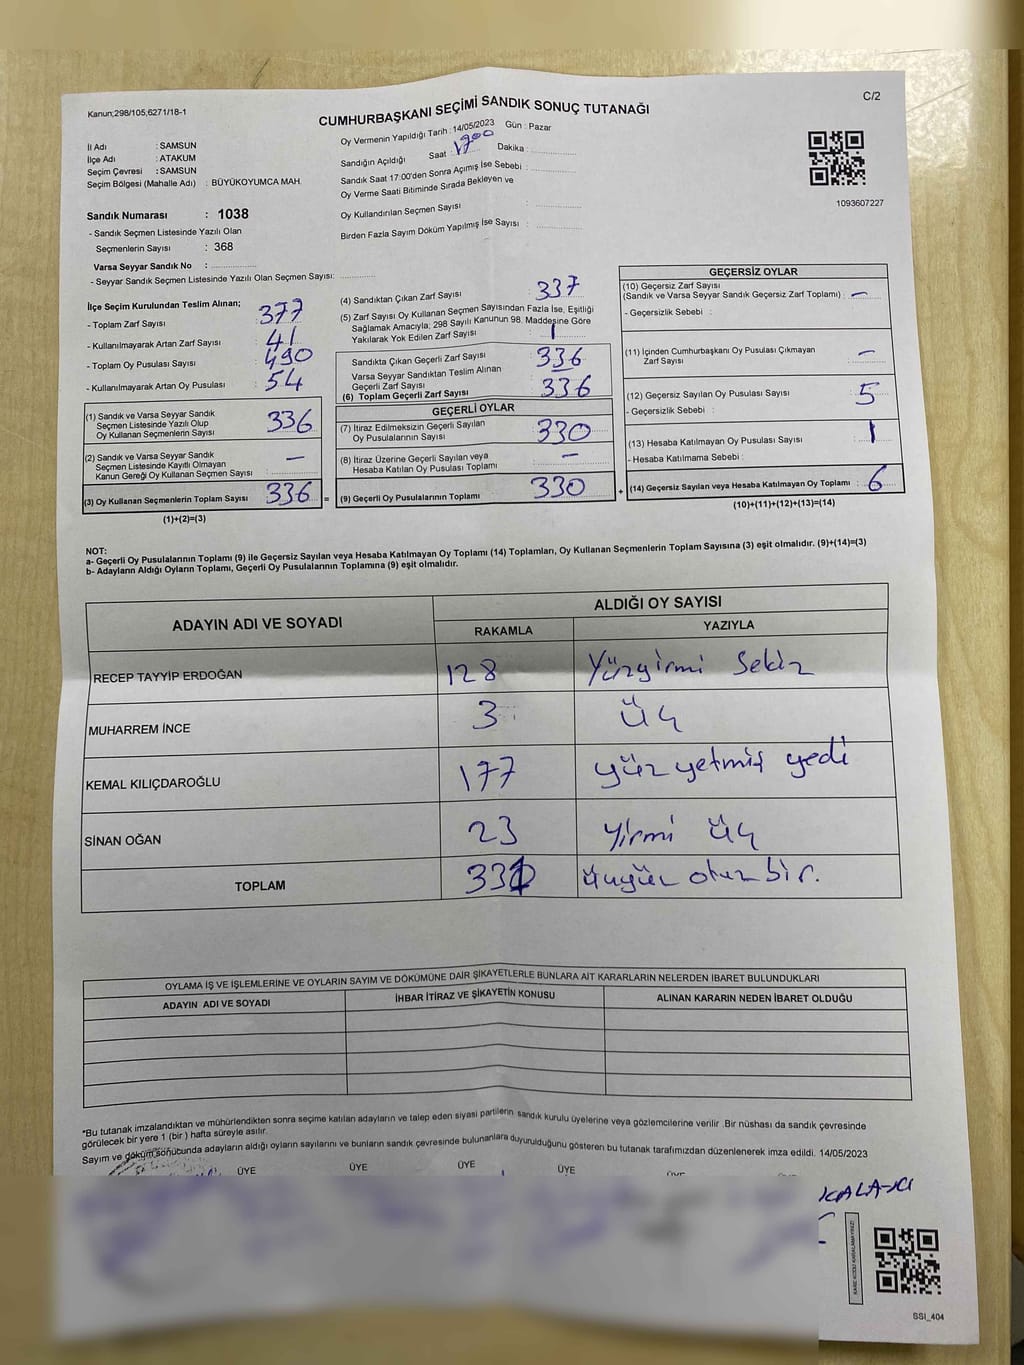 Kanun;298/105,6271/18-1
C/2
CUMHURBAŞKANI SEÇİMİ SANDIK SONUÇ TUTANAĞI
İl Adı : SAMSUN
İlçe Adı : ATAKUM
Seçim Çevresi : SAMSUN
Seçim Bölgesi (Mahalle Adı) : BÜYÜKOYUMCA MAH.
Oy Vermenin Yapıldığı Tarih : 14/05/2023 Gün : Pazar
Sandığın Açıldığı Saat : 1700 Dakika :
Sandık Saat 17:00'den Sonra Açımış İse Sebebi :
Oy Verme Saati Bitiminde Sırada Bekleyen ve
Oy Kullandırılan Seçmen Sayısı :
Birden Fazla Sayım Döküm Yapılmış İse Sayısı :
1093607227
Sandık Numarası : 1038
- Sandık Seçmen Listesinde Yazılı Olan
Seçmenlerin Sayısı : 368
Varsa Seyyar Sandık No :
- Seyyar Sandık Seçmen Listesinde Yazılı Olan Seçmen Sayısı:
İlçe Seçim Kurulundan Teslim Alınan;
- Toplam Zarf Sayısı : 377
- Kullanılmayarak Artan Zarf Sayısı : 41
- Toplam Oy Pusulası Sayısı : 490
- Kullanılmayarak Artan Oy Pusulası : 54
(1) Sandık ve Varsa Seyyar Sandık
Seçmen Listesinde Yazılı Olup
Oy Kullanan Seçmenlerin Sayısı : 336
(2) Sandık ve Varsa Seyyar Sandık
Seçmen Listesinde Kayıtlı Olmayan
Kanun Gereği Oy Kullanan Seçmen Sayısı : –
(3) Oy Kullanan Seçmenlerin Toplam Sayısı : 336 =
(1)+(2)=(3)
(4) Sandıktan Çıkan Zarf Sayısı : 337
(5) Zarf Sayısı Oy Kullanan Seçmen Sayısından Fazla İse, Eşitliği
Sağlamak Amacıyla; 298 Sayılı Kanunun 98. Maddesine Göre
Yakılarak Yok Edilen Zarf Sayısı : 1
Sandıkta Çıkan Geçerli Zarf Sayısı : 336
Varsa Seyyar Sandıktan Teslim Alınan
Geçerli Zarf Sayısı : –
(6) Toplam Geçerli Zarf Sayısı : 336
GEÇERLİ OYLAR
(7) İtiraz Edilmeksizin Geçerli Sayılan
Oy Pusulalarının Sayısı : 330
(8) İtiraz Üzerine Geçerli Sayılan veya
Hesaba Katılan Oy Pusulası Toplamı : –
(9) Geçerli Oy Pusulalarının Toplamı : 330 +
GEÇERSİZ OYLAR
(10) Geçersiz Zarf Sayısı
(Sandık ve Varsa Seyyar Sandık Geçersiz Zarf Toplamı) : –
- Geçersizlik Sebebi :
(11) İçinden Cumhurbaşkanı Oy Pusulası Çıkmayan
Zarf Sayısı : –
(12) Geçersiz Sayılan Oy Pusulası Sayısı : 5
- Geçersizlik Sebebi :
(13) Hesaba Katılmayan Oy Pusulası Sayısı : 1
- Hesaba Katılmama Sebebi :
(14) Geçersiz Sayılan veya Hesaba Katılmayan Oy Toplamı : 6
(10)+(11)+(12)+(13)=(14)
NOT:
a- Geçerli Oy Pusulalarının Toplamı (9) ile Geçersiz Sayılan veya Hesaba Katılmayan Oy Toplamı (14) Toplamları, Oy Kullanan Seçmenlerin Toplam Sayısına (3) eşit olmalıdır. (9)+(14)=(3)
b- Adayların Aldığı Oyların Toplamı, Geçerli Oy Pusulalarının Toplamına (9) eşit olmalıdır.
ADAYIN ADI VE SOYADI
ALDIĞI OY SAYISI
RAKAMLA YAZIYLA
RECEP TAYYİP ERDOĞAN 128 Yüzyirmi Sekiz
MUHARREM İNCE 3 üç
KEMAL KILIÇDAROĞLU 177 yüz yetmiş yedi
SİNAN OĞAN 23 yirmi üç
TOPLAM 331 üçyüz otuz bir.
OYLAMA İŞ VE İŞLEMLERİNE VE OYLARIN SAYIM VE DÖKÜMÜNE DAİR ŞİKAYETLERLE BUNLARA AİT KARARLARIN NELERDEN İBARET BULUNDUKLARI
ADAYIN ADI VE SOYADI İHBAR İTİRAZ VE ŞİKAYETİN KONUSU ALINAN KARARIN NEDEN İBARET OLDUĞU
*Bu tutanak imzalandıktan ve mühürlendikten sonra seçime katılan adayların ve talep eden siyasi partilerin sandık kurulu üyelerine veya gözlemcilerine verilir .Bir nüshası da sandık çevresinde
görülecek bir yere 1 (bir ) hafta süreyle asılır.
Sayım ve döküm sonucunda adayların aldığı oyların sayılarını ve bunların sandık çevresinde bulunanlara duyurulduğunu gösteren bu tutanak tarafımızdan düzenlenerek imza edildi. 14/05/2023
ÜYE ÜYE ÜYE ÜYE
SSI_404